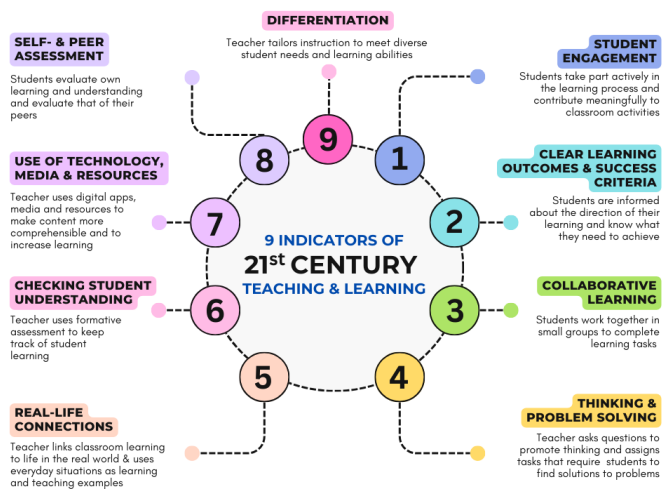 DIFFERENTIATION
Teacher tailors instruction to meet diverse
student needs and learning abilities
SELF- & PEER
ASSESSMENT
Students evaluate own
learning and understanding
and evaluate that of their
peers
STUDENT
ENGAGEMENT
Students take part actively in
the learning process and
contribute meaningfully to
classroom activities
9
8
1
USE OF TECHNOLOGY,
MEDIA & RESOURCES
Teacher uses digital apps,
media and resources to
make content more
comprehensible and to
increase learning
CLEAR LEARNING
OUTCOMES & SUCCESS
CRITERIA
Students are informed
about the direction of their
learning and know what
they need to achieve
7
2
9 INDICATORS OF
21st CENTURY
TEACHING & LEARNING
CHECKING STUDENT
UNDERSTANDING
Teacher uses formative
assessment to keep
track of student
learning
COLLABORATIVE
LEARNING
Students work together in
small groups to complete
learning tasks
6
3
5
4
REAL-LIFE
CONNECTIONS
Teacher links classroom learning
to life in the real world & uses
everyday situations as learning
and teaching examples
THINKING &
PROBLEM SOLVING
Teacher asks questions to
promote thinking and assigns
tasks that require students to
find solutions to problems